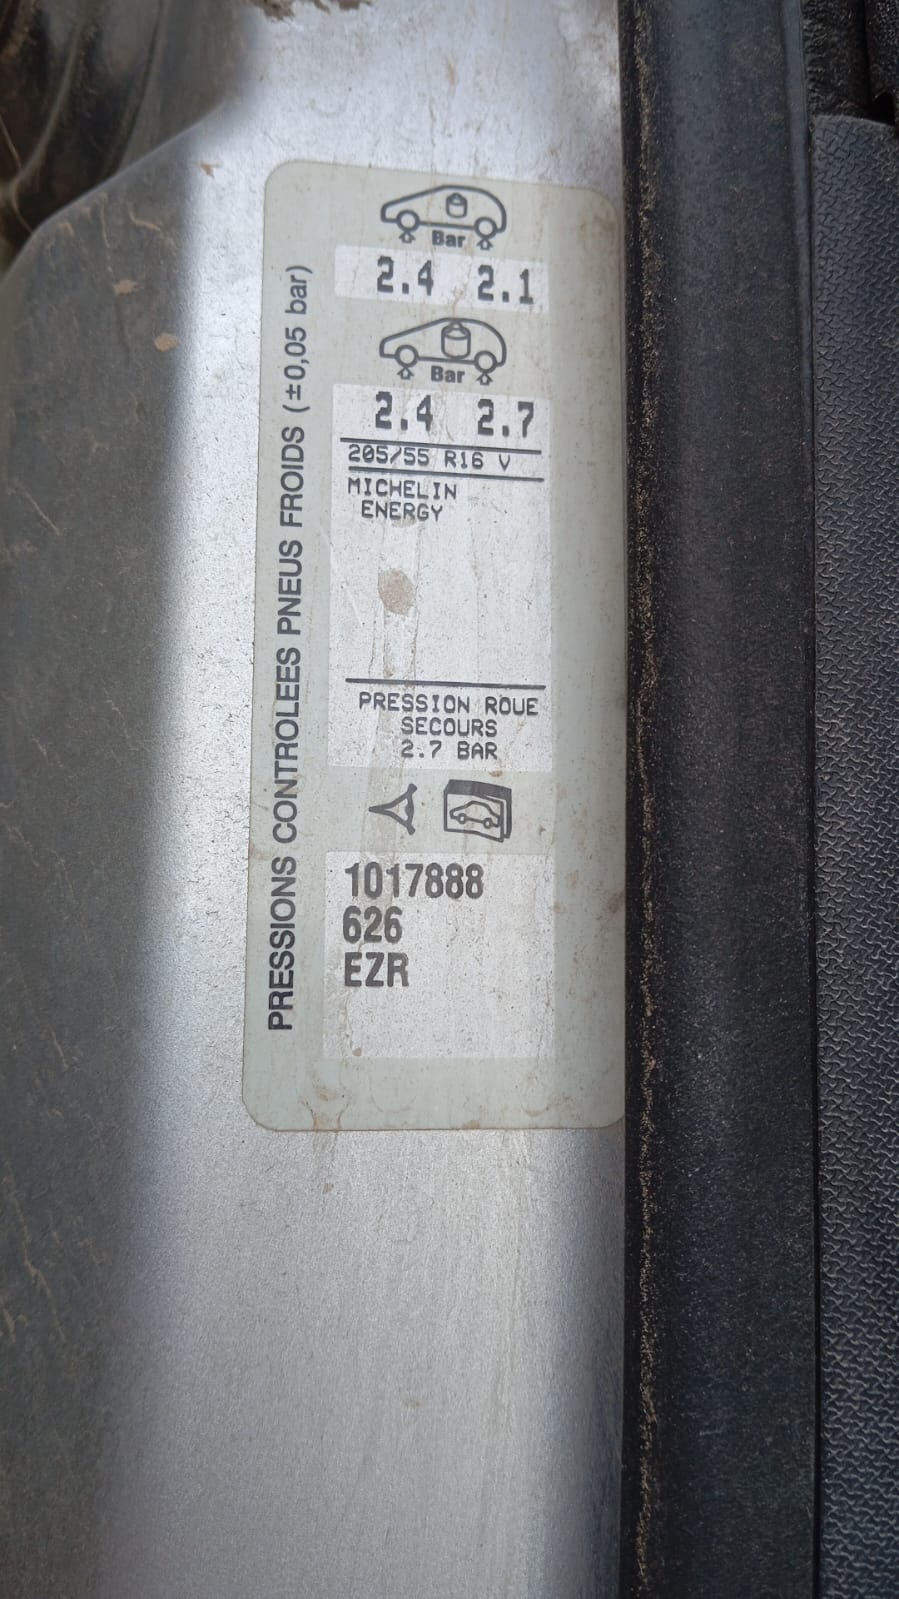 PRESSIONS CONTROLEES PNEUS FROIDS (±0,05 bar)
Bar
2.4 2.1
Bar
2.4 2.7
205/55 R16 V
MICHELIN
ENERGY
PRESSION ROUE
SECOURS
2.7 BAR
1017888
626
EZR